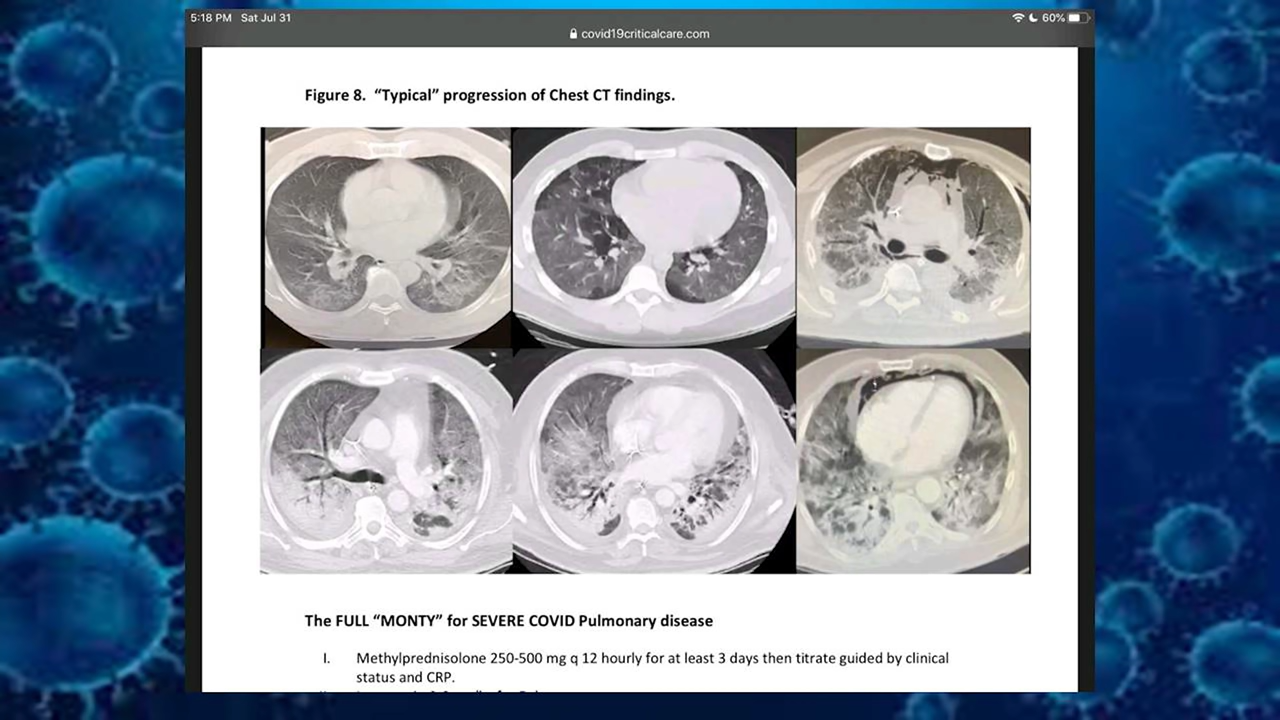 5:18 PM Sat Jul 31
60%
covid19criticalcare.com
Figure 8. “Typical” progression of Chest CT findings.
The FULL “MONTY” for SEVERE COVID Pulmonary disease
I. Methylprednisolone 250-500 mg q 12 hourly for at least 3 days then titrate guided by clinical
status and CRP.